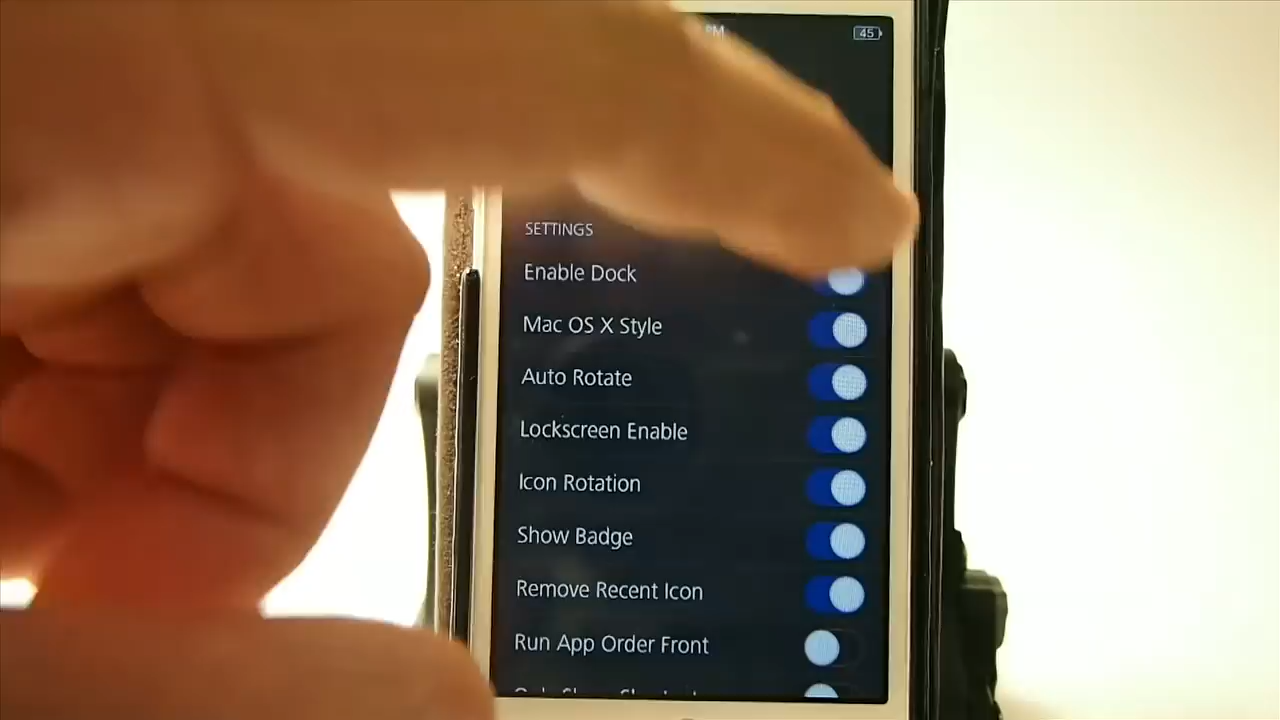 PM
45
SETTINGS
Enable Dock
Mac OS X Style
Auto Rotate
Lockscreen Enable
Icon Rotation
Show Badge
Remove Recent Icon
Run App Order Front